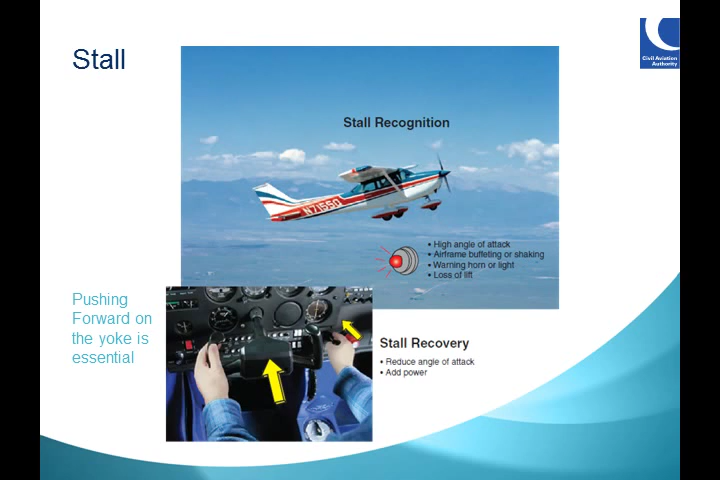 Stall
Civil Aviation
Authority
Stall Recognition
N715SQ
• High angle of attack
• Airframe buffeting or shaking
• Warning horn or light
• Loss of lift
Pushing
Forward on
the yoke is
essential
Stall Recovery
• Reduce angle of attack
• Add power